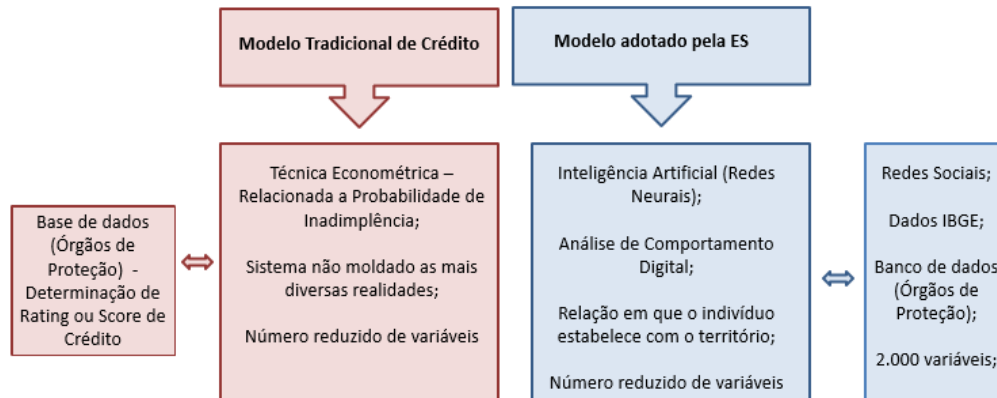 Modelo Tradicional de Crédito
Modelo adotado pela ES
Base de dados
(Órgãos de
Proteção)  -
Determinação de
Rating ou Score de
Crédito
Técnica Econométrica –
Relacionada a Probabilidade de
Inadimplência;
Sistema não moldado as mais
diversas realidades;
Número reduzido de variáveis
Inteligência Artificial (Redes
Neurais);
Análise de Comportamento
Digital;
Relação em que o indivíduo
estabelece com o território;
Número reduzido de variáveis
Redes Sociais;
Dados IBGE;
Banco de dados
(Órgãos de
Proteção);
2.000 variáveis;